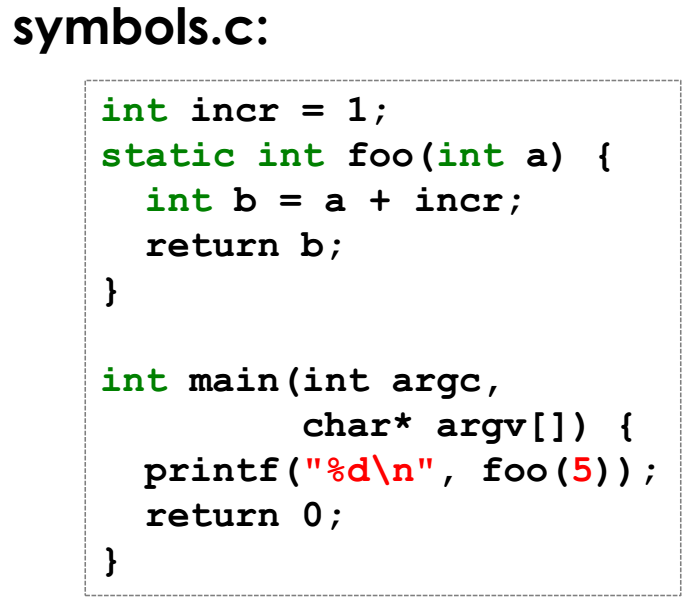 symbols.c:
int incr = 1;
static int foo(int a) {
  int b = a + incr;
  return b;
}

int main(int argc,
         char* argv[]) {
  printf("%d\n", foo(5));
  return 0;
}